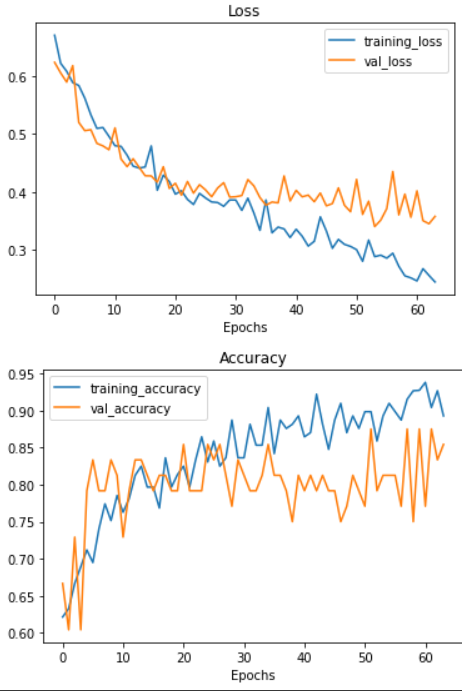 Loss
training_loss
val_loss
0.6
0.5
0.4
0.3
0 10 20 30 40 50 60
Epochs
Accuracy
training_accuracy
val_accuracy
0.95
0.90
0.85
0.80
0.75
0.70
0.65
0.60
0 10 20 30 40 50 60
Epochs